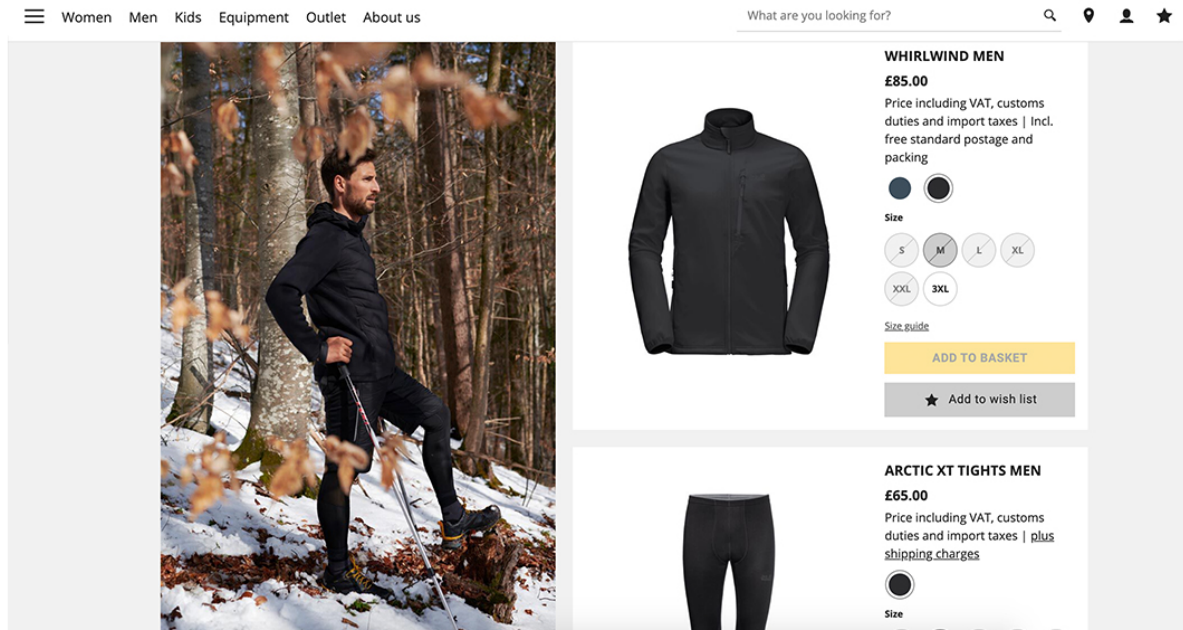 Women Men Kids Equipment Outlet About us
What are you looking for?
WHIRLWIND MEN
£85.00
Price including VAT, customs
duties and import taxes | Incl.
free standard postage and
packing
Size
S M L XL
XXL 3XL
Size guide
ADD TO BASKET
Add to wish list
ARCTIC XT TIGHTS MEN
£65.00
Price including VAT, customs
duties and import taxes | plus
shipping charges
Size